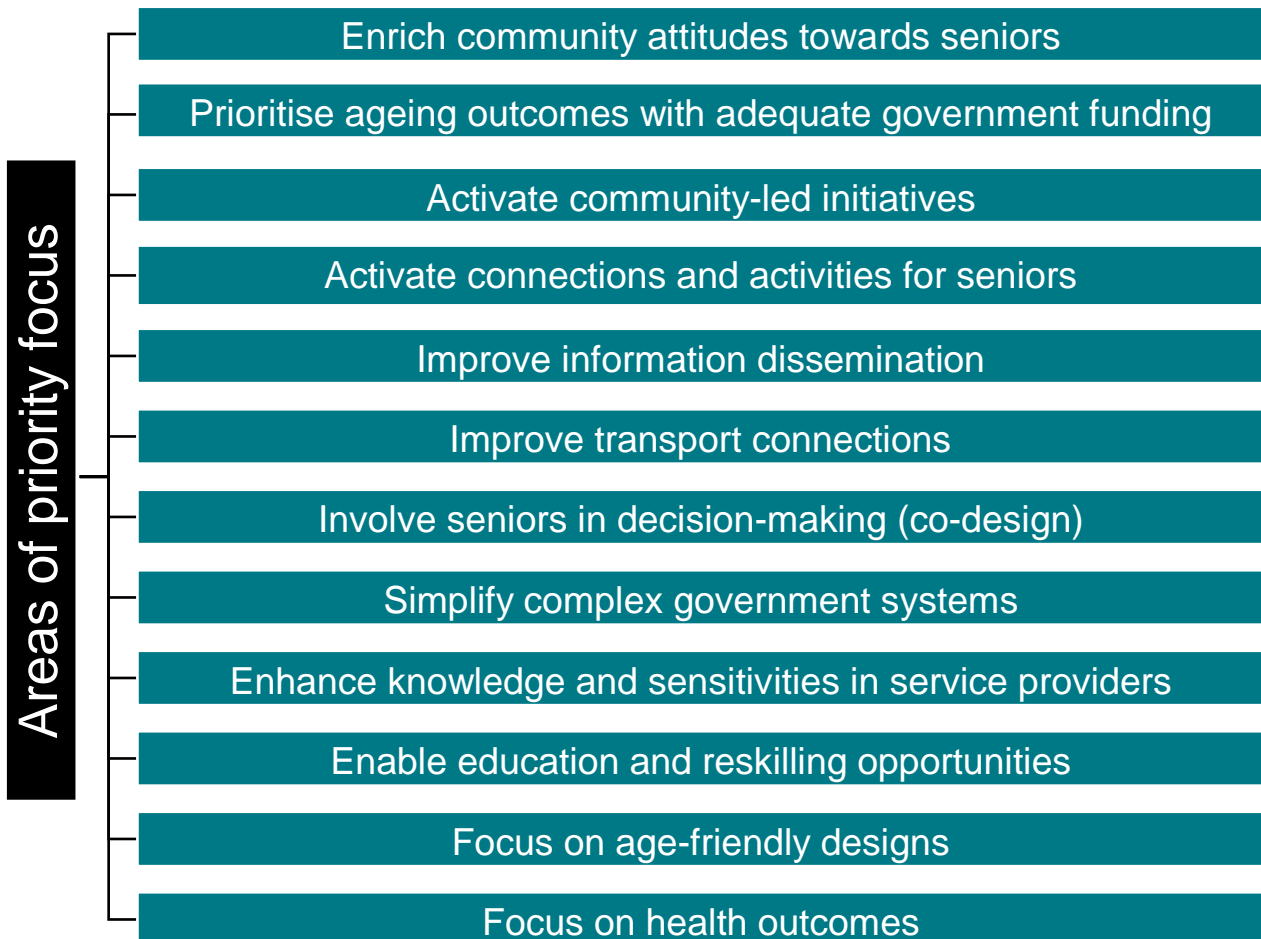 Areas of priority focus
Enrich community attitudes towards seniors
Prioritise ageing outcomes with adequate government funding
Activate community-led initiatives
Activate connections and activities for seniors
Improve information dissemination
Improve transport connections
Involve seniors in decision-making (co-design)
Simplify complex government systems
Enhance knowledge and sensitivities in service providers
Enable education and reskilling opportunities
Focus on age-friendly designs
Focus on health outcomes